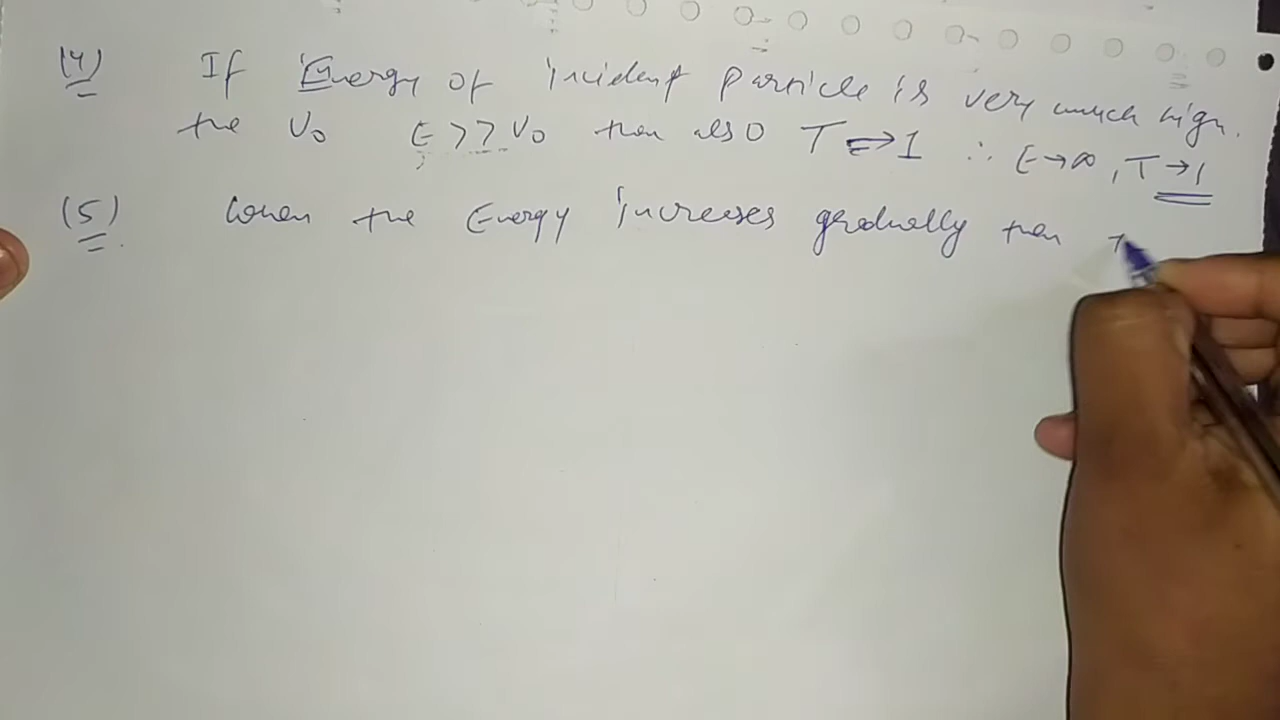 (4) If Energy of incident particle is very much high.
the V₀ E >> V₀ then also T ⇒ 1 ∴ E → ∞, T → 1
(5) When the Energy increases gradually then